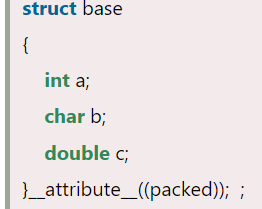 struct base
{
int a;
char b;
double c;
}__attribute__((packed));  ;